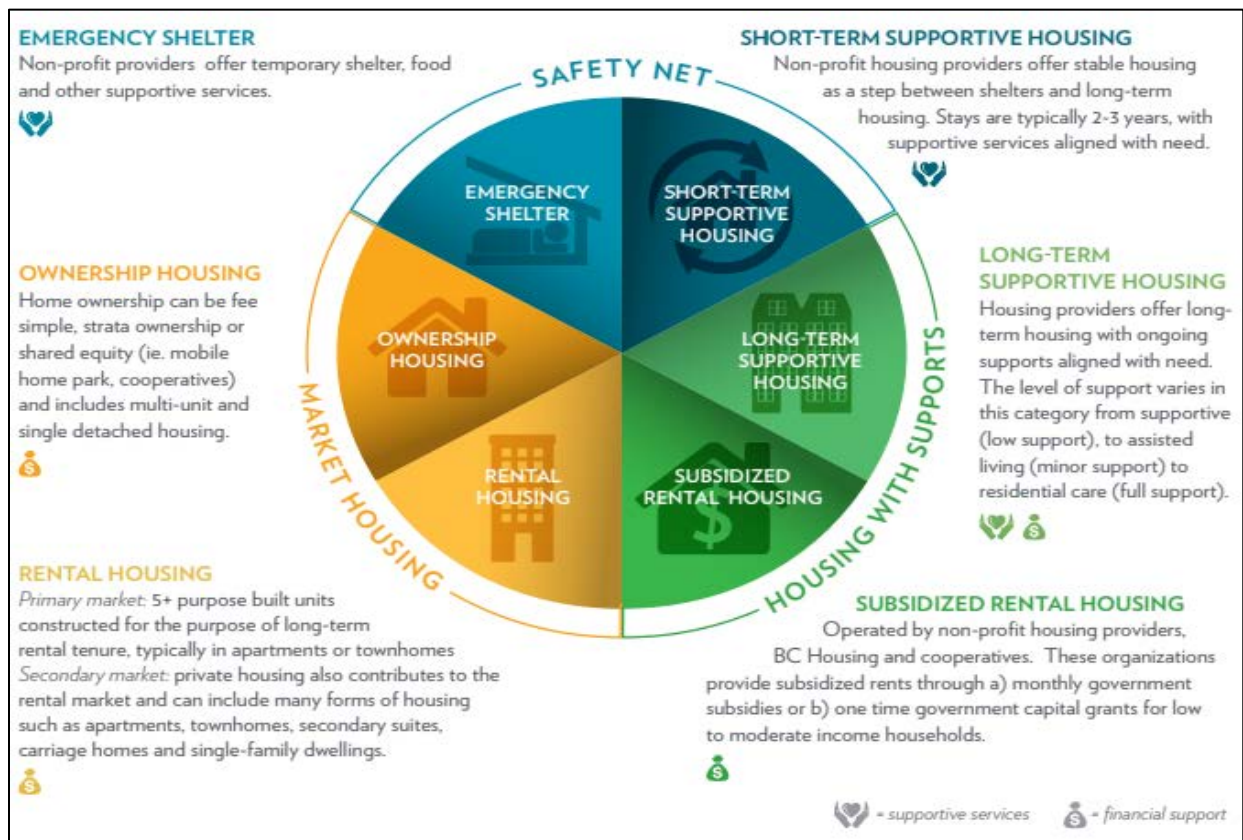 EMERGENCY SHELTER
Non-profit providers offer temporary shelter, food
and other supportive services.
SHORT-TERM SUPPORTIVE HOUSING
Non-profit housing providers offer stable housing
as a step between shelters and long-term
housing. Stays are typically 2-3 years, with
supportive services aligned with need.
SAFETY NET
EMERGENCY
SHELTER
SHORT-TERM
SUPPORTIVE
HOUSING
OWNERSHIP HOUSING
Home ownership can be fee
simple, strata ownership or
shared equity (ie. mobile
home park, cooperatives)
and includes multi-unit and
single detached housing.
OWNERSHIP
HOUSING
LONG-TERM
SUPPORTIVE
HOUSING
LONG-TERM
SUPPORTIVE HOUSING
Housing providers offer long-
term housing with ongoing
supports aligned with need.
The level of support varies in
this category from supportive
(low support), to assisted
living (minor support) to
residential care (full support).
MARKET HOUSING
RENTAL
HOUSING
SUBSIDIZED
RENTAL HOUSING
$
HOUSING WITH SUPPORTS
RENTAL HOUSING
Primary market: 5+ purpose built units
constructed for the purpose of long-term
rental tenure, typically in apartments or townhomes
Secondary market: private housing also contributes to the
rental market and can include many forms of housing
such as apartments, townhomes, secondary suites,
carriage homes and single-family dwellings.
SUBSIDIZED RENTAL HOUSING
Operated by non-profit housing providers,
BC Housing and cooperatives. These organizations
provide subsidized rents through a) monthly government
subsidies or b) one time government capital grants for low
to moderate income households.
= supportive services
= financial support